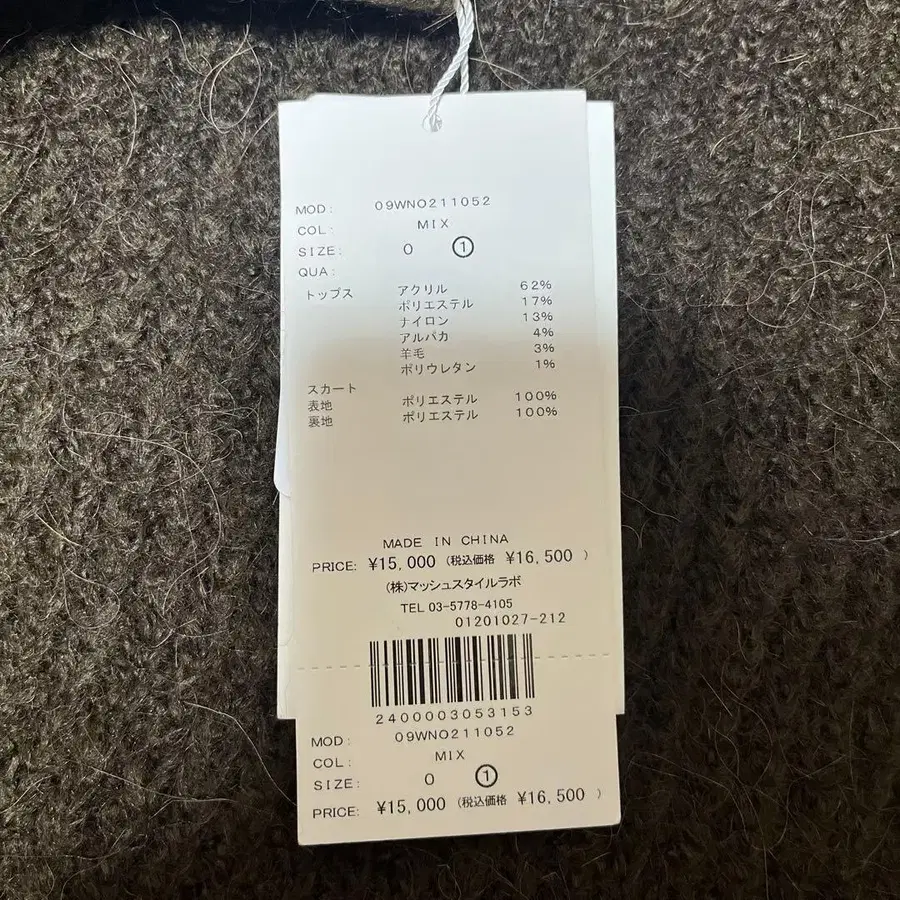 MOD: 09WNO211052
COL: MIX
SIZE: 0 ①
QUA:
トップス アクリル 62%
ポリエステル 17%
ナイロン 13%
アルパカ 4%
羊毛 3%
ポリウレタン 1%
スカート
表地 ポリエステル 100%
裏地 ポリエステル 100%
MADE IN CHINA
PRICE: ¥15,000 (税込価格 ¥16,500 )
(株)マッシュスタイルラボ
TEL 03-5778-4105
01201027-212
2400003053153
MOD: 09WNO211052
COL: MIX
SIZE: 0 ①
PRICE: ¥15,000 (税込価格 ¥16,500 )